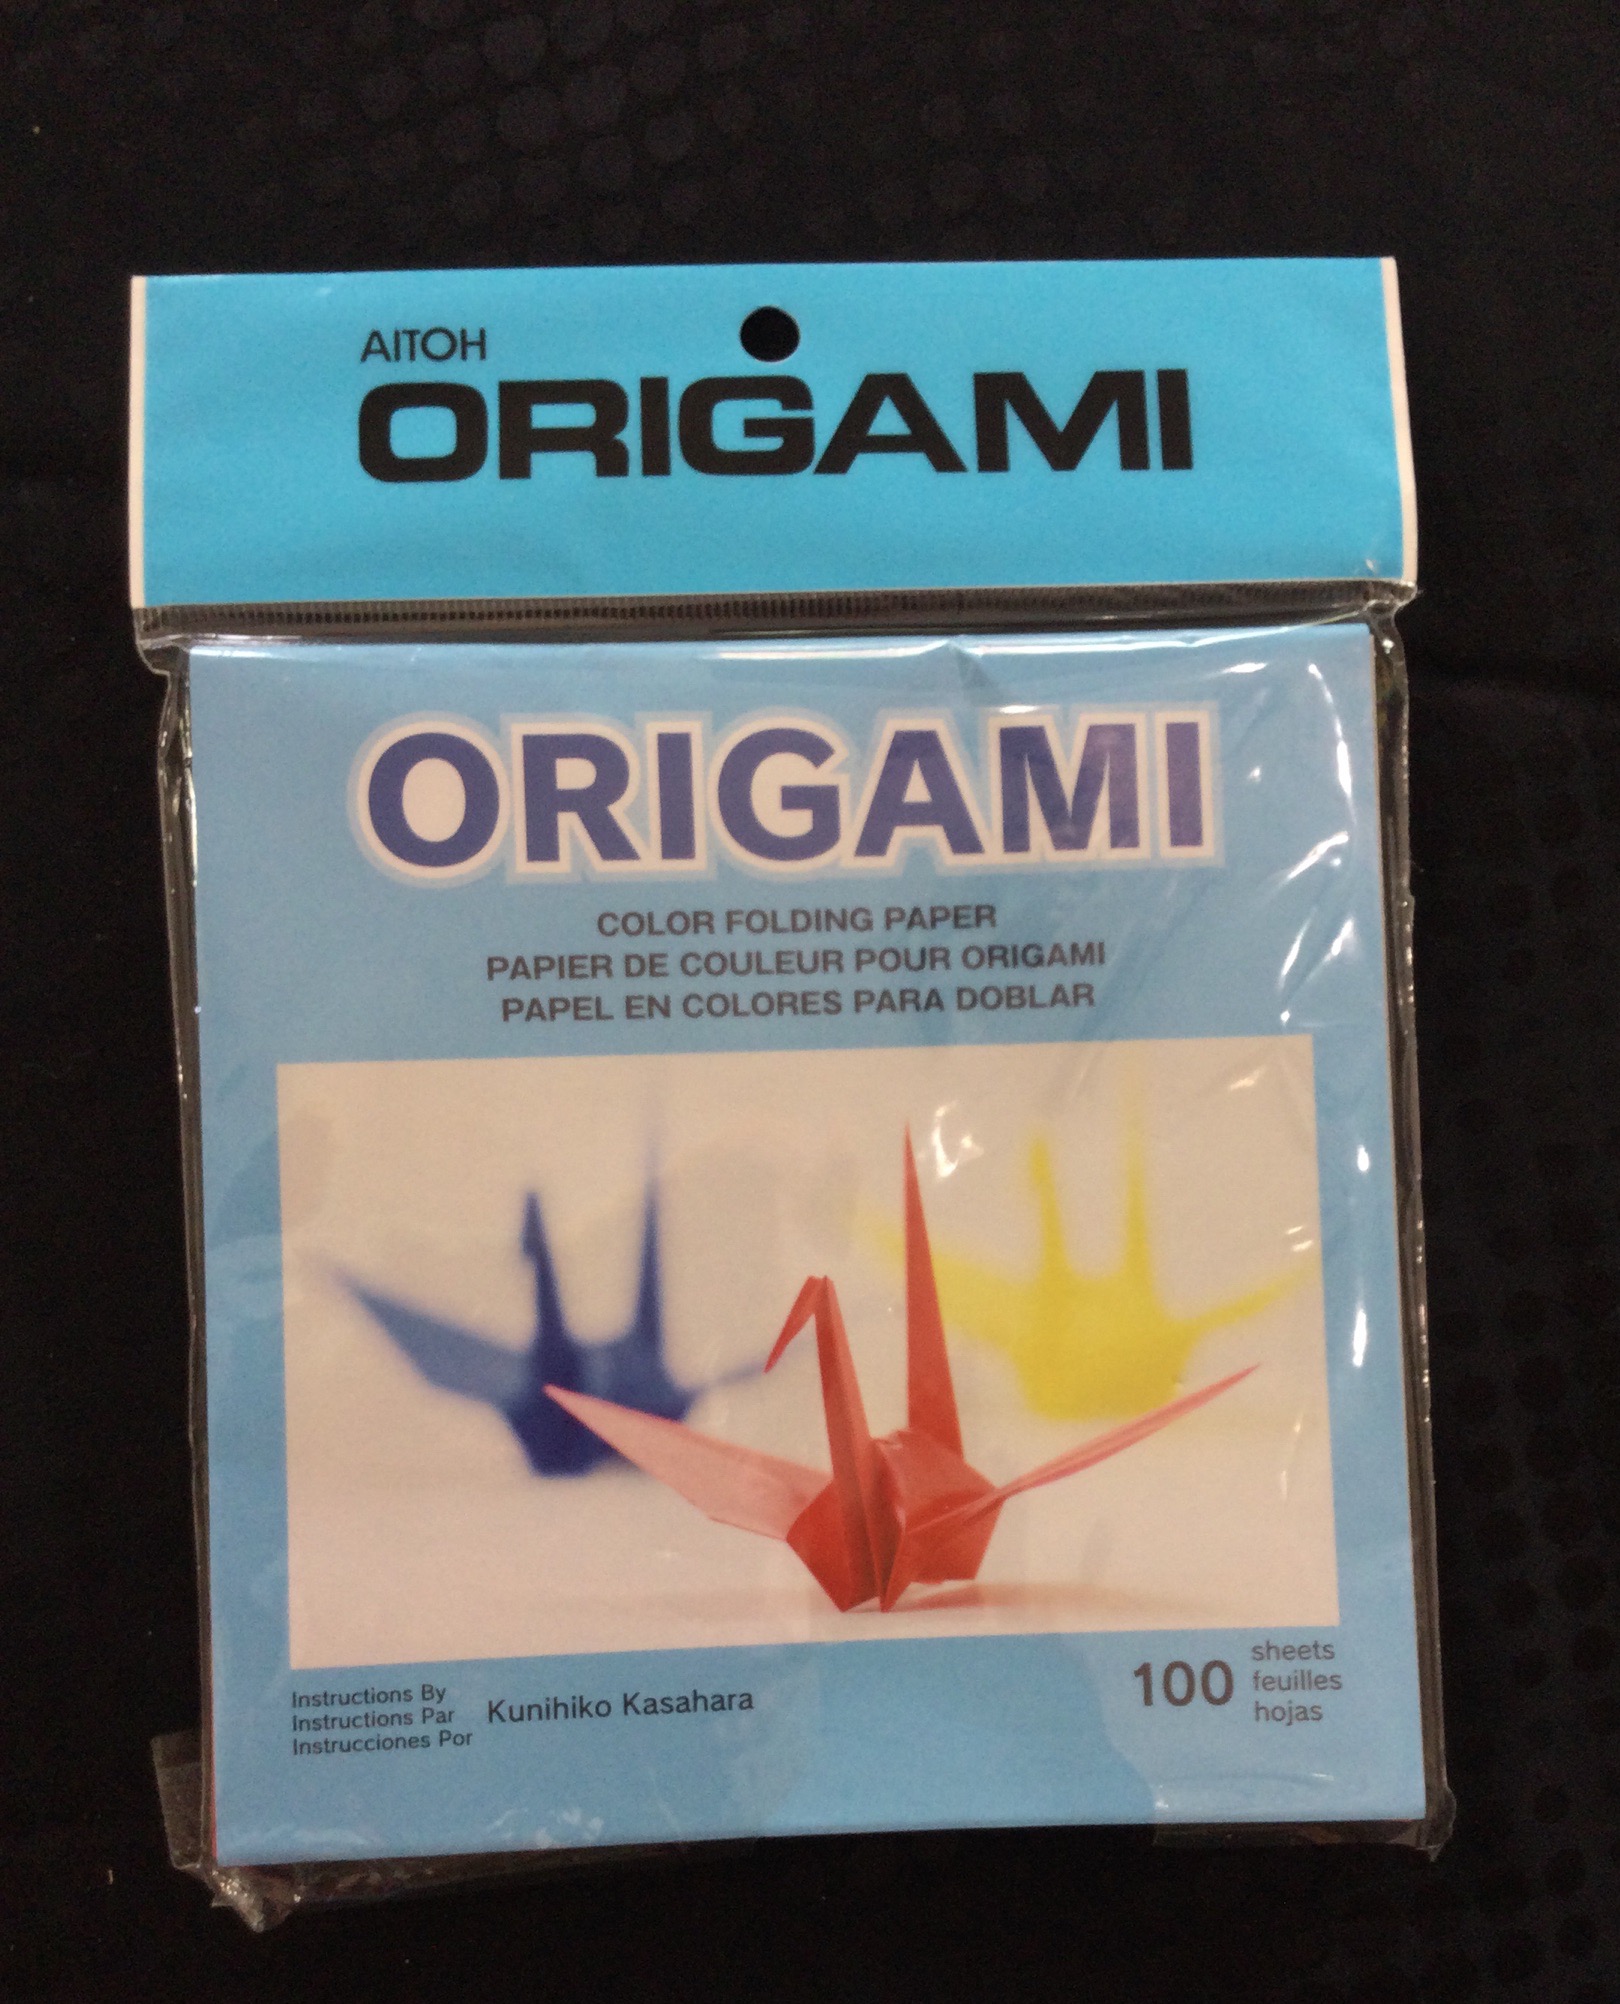 AITOH
ORIGAMI
ORIGAMI
COLOR FOLDING PAPER
PAPIER DE COULEUR POUR ORIGAMI
PAPEL EN COLORES PARA DOBLAR
Instructions By
Instructions Par
Instrucciones Por
Kunihiko Kasahara
100
sheets
feuilles
hojas